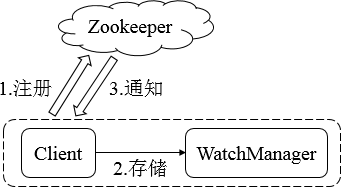 Zookeeper
1.注册
3.通知
Client
2.存储
WatchManager